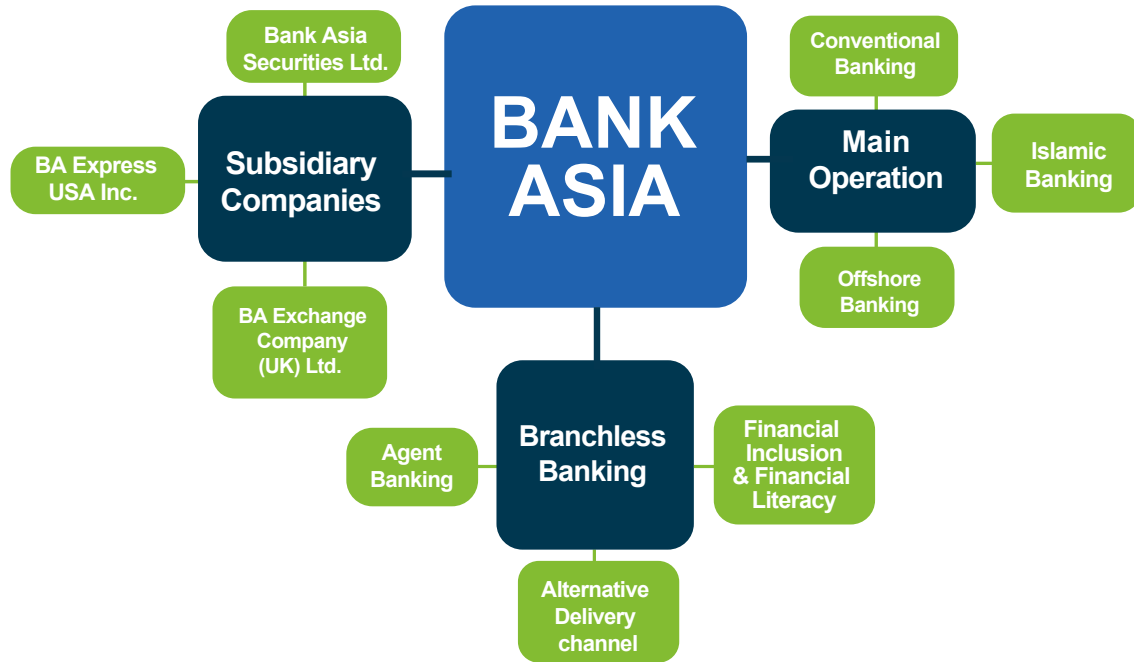 BANK
ASIA
Subsidiary
Companies
Bank Asia
Securities Ltd.
BA Express
USA Inc.
BA Exchange
Company
(UK) Ltd.
Main
Operation
Conventional
Banking
Islamic
Banking
Offshore
Banking
Branchless
Banking
Agent
Banking
Financial
Inclusion
& Financial
Literacy
Alternative
Delivery
channel